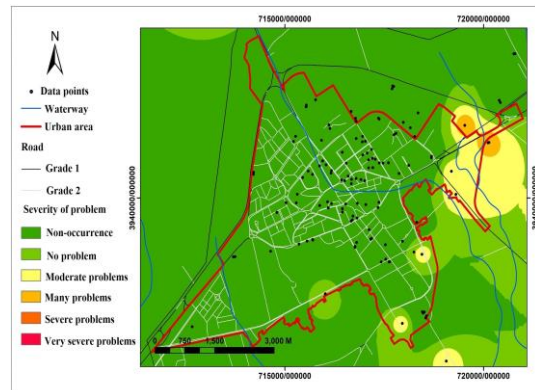 715000/000000
720000/000000
N
Data points
Waterway
Urban area
Road
Grade 1
Grade 2
Severity of problem
Non-occurrence
No problem
Moderate problems
Many problems
Severe problems
Very severe problems
3940000/000000
3940000/000000
0 750 1,500 3,000 M
715000/000000
720000/000000